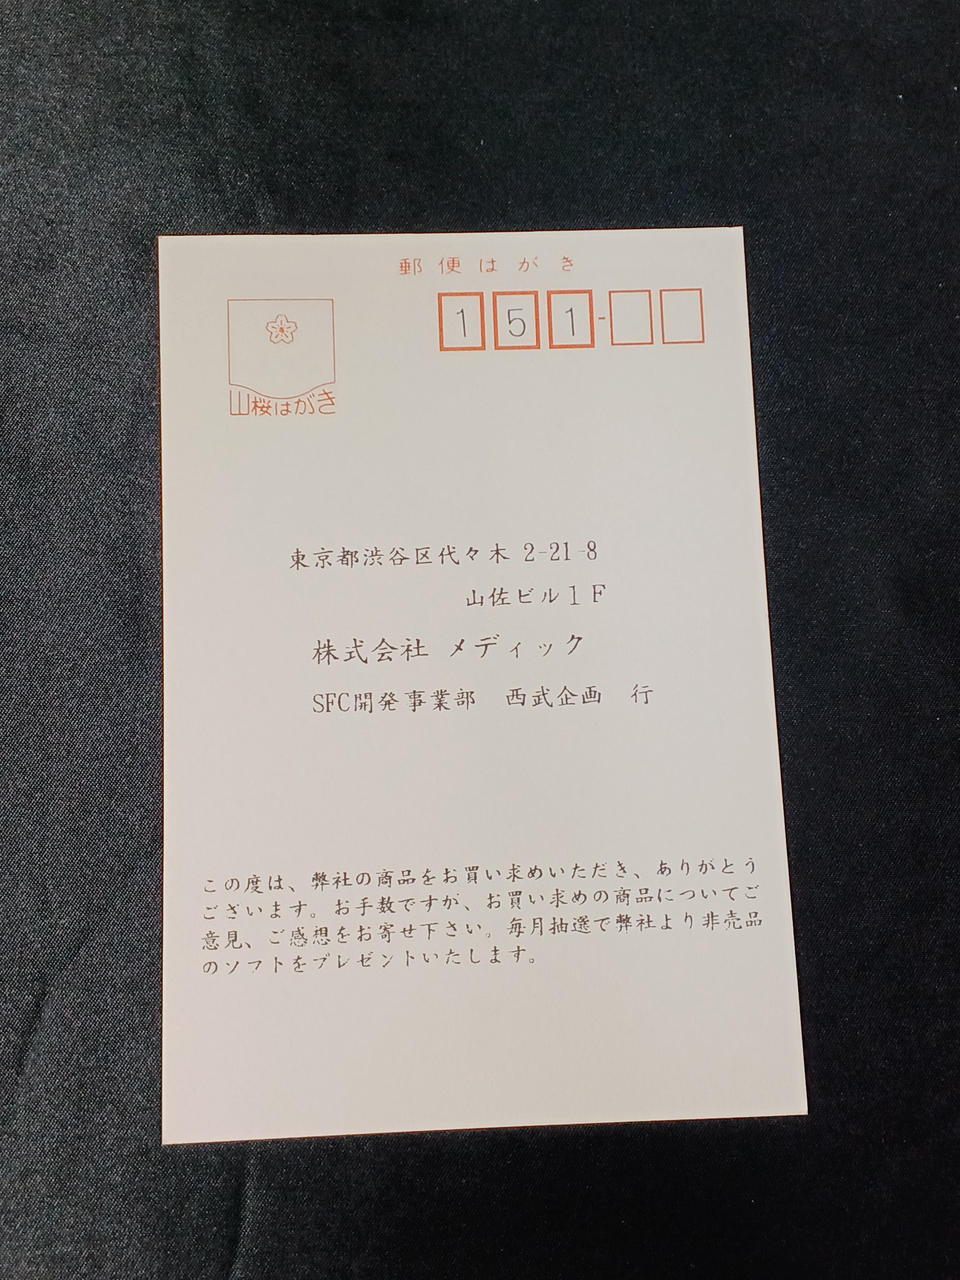 郵便はがき
151-
山桜はがき
東京都渋谷区代々木 2-21-8
山佐ビル1F
株式会社 メディック
SFC開発事業部 西武企画 行
この度は、弊社の商品をお買い求めいただき、ありがとう
ございます。お手数ですが、お買い求めの商品についてご
意見、ご感想をお寄せ下さい。毎月抽選で弊社より非売品
のソフトをプレゼントいたします。